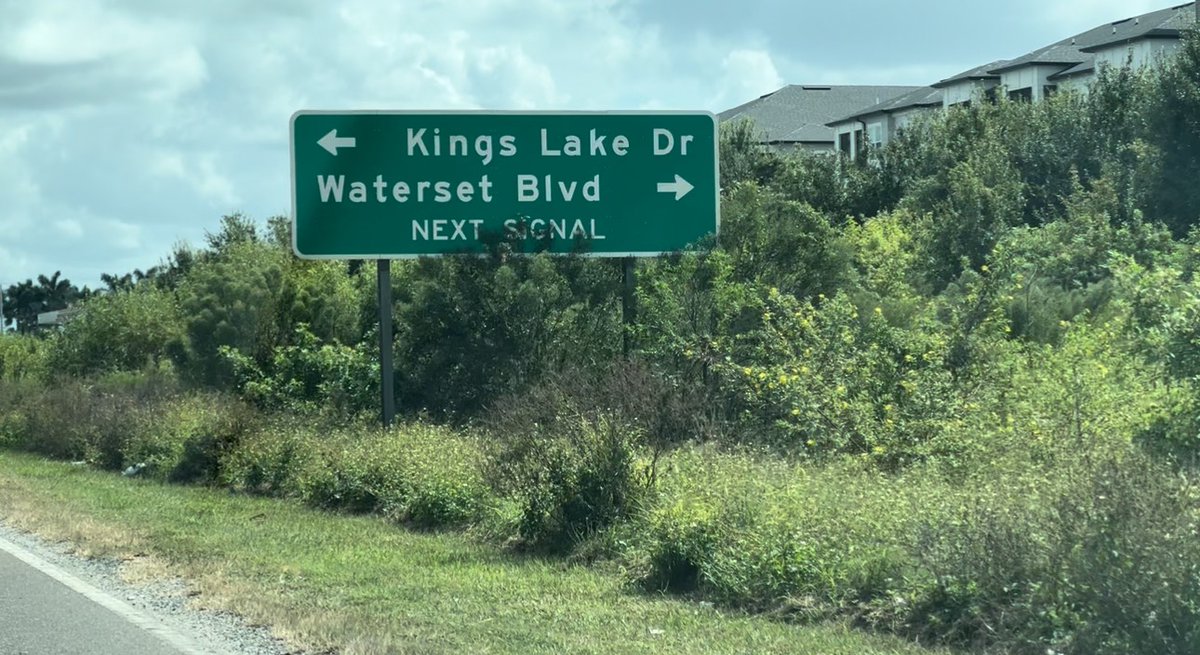 Kings Lake Dr
Waterset Blvd
NEXT SIGNAL